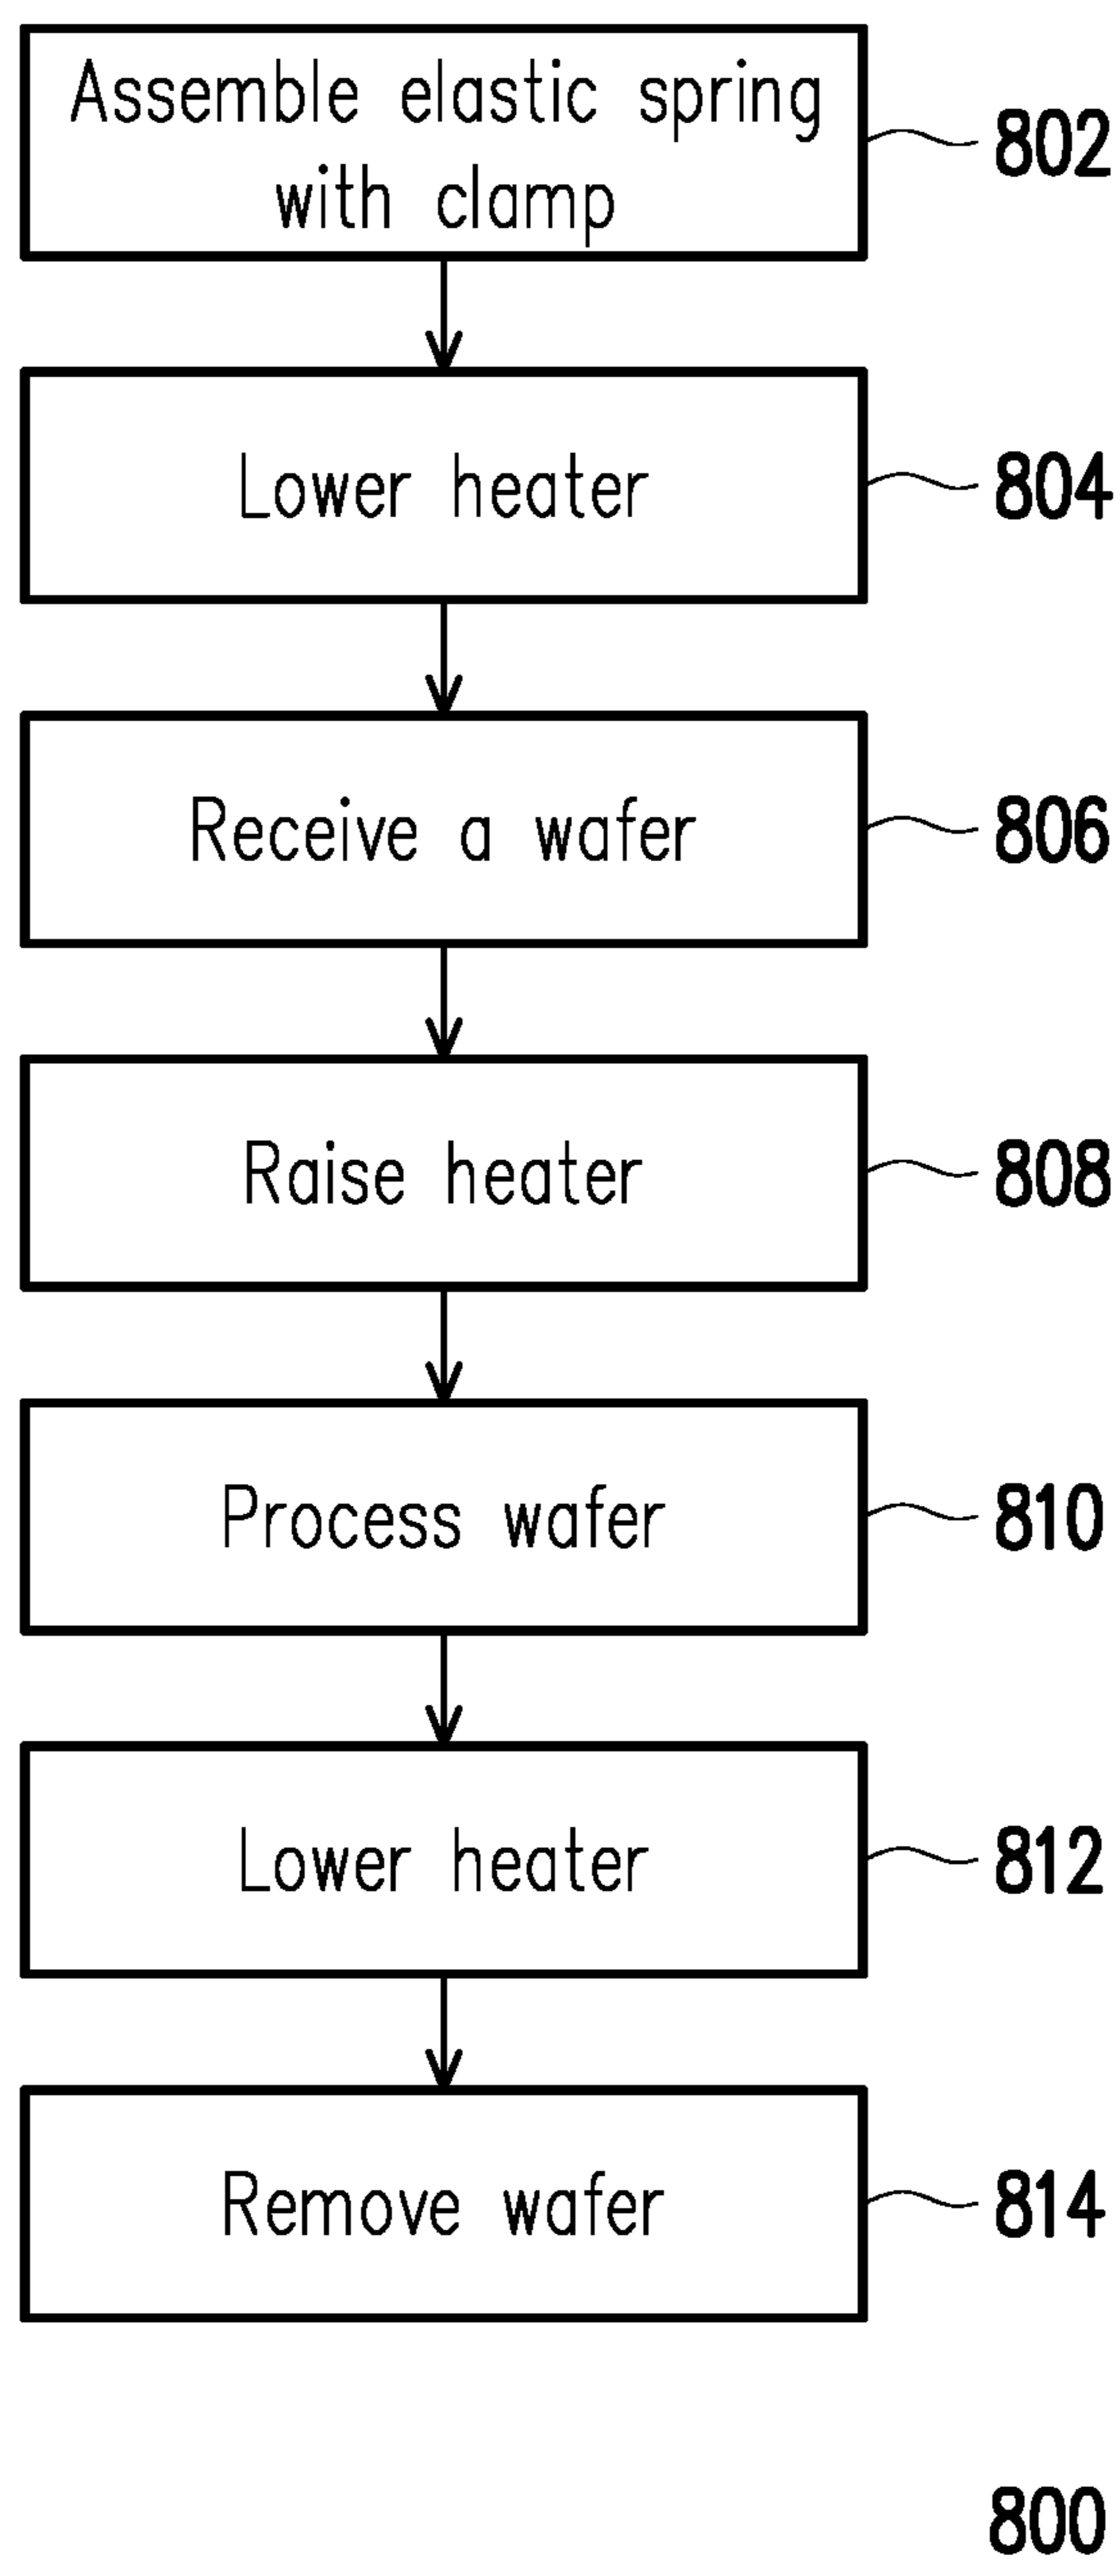 Assemble elastic spring
with clamp
802
Lower heater
804
Receive a wafer
806
Raise heater
808
Process wafer
810
Lower heater
812
Remove wafer
814
800